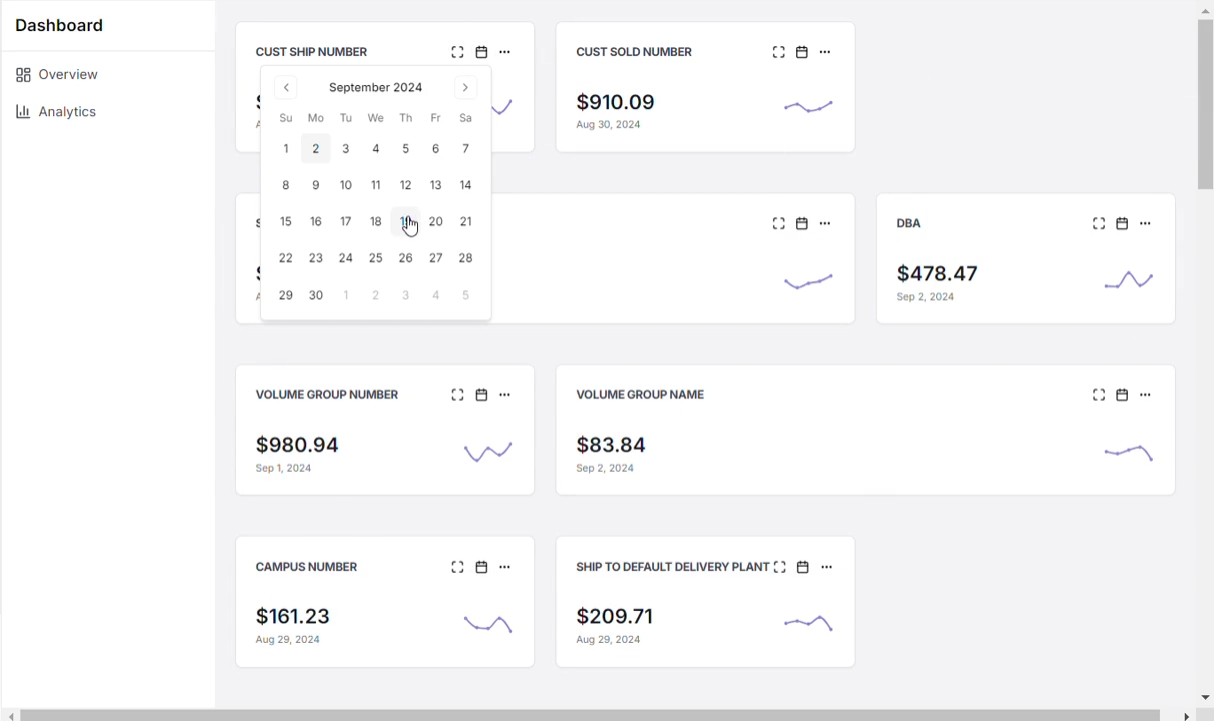 Dashboard
Overview
Analytics
CUST SHIP NUMBER
September 2024
Su Mo Tu We Th Fr Sa
1 2 3 4 5 6 7
8 9 10 11 12 13 14
15 16 17 18 19 20 21
22 23 24 25 26 27 28
29 30 1 2 3 4 5
CUST SOLD NUMBER
$910.09
Aug 30, 2024
DBA
$478.47
Sep 2, 2024
VOLUME GROUP NUMBER
$980.94
Sep 1, 2024
VOLUME GROUP NAME
$83.84
Sep 2, 2024
CAMPUS NUMBER
$161.23
Aug 29, 2024
SHIP TO DEFAULT DELIVERY PLANT
$209.71
Aug 29, 2024